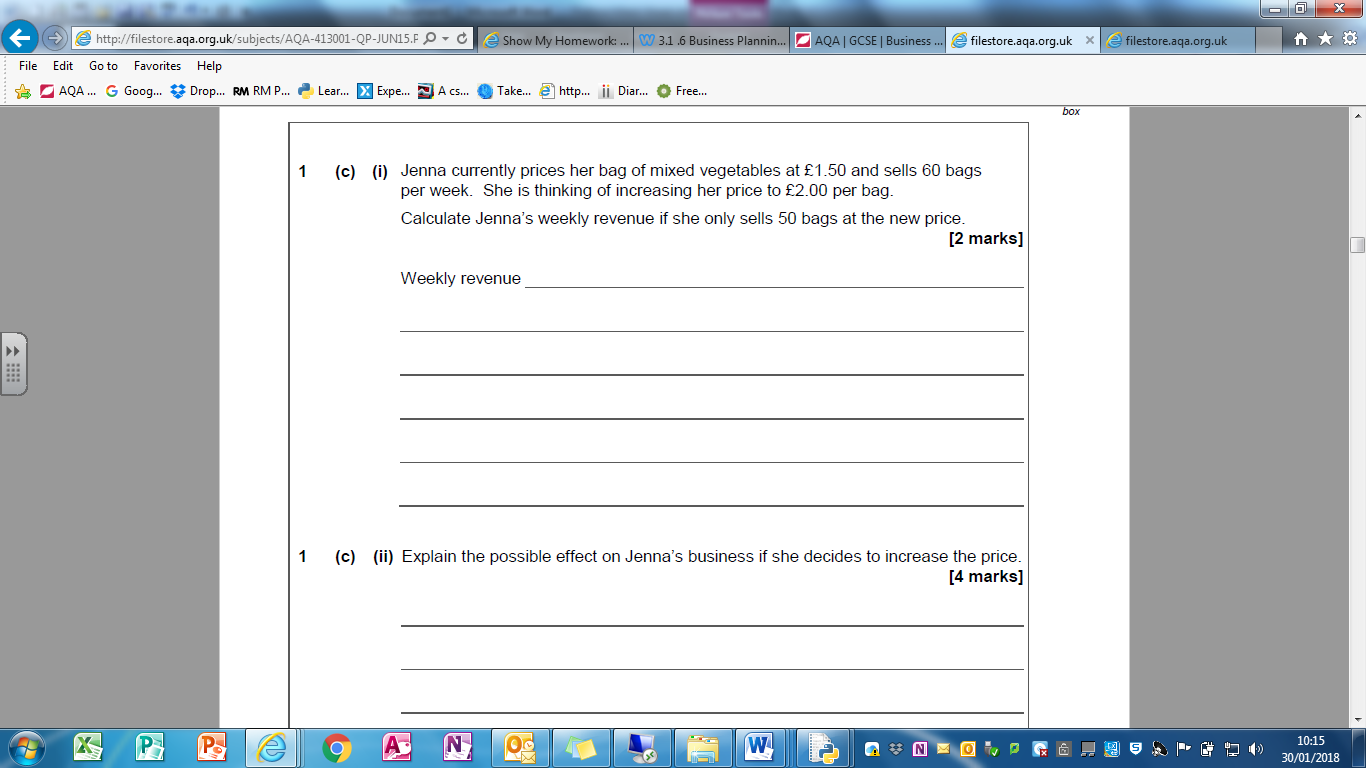 http://filestore.aqa.org.uk/subjects/AQA-413001-QP-JUN15.P
Show My Homework: ...
3.1 .6 Business Plannin...
AQA | GCSE | Business ...
filestore.aqa.org.uk
filestore.aqa.org.uk
File Edit Go to Favorites Help
AQA ... Goog... Drop... RM RM P... Lear... Expe... A cs... Take... http... Diar... Free...
box
1 (c) (i) Jenna currently prices her bag of mixed vegetables at £1.50 and sells 60 bags
per week. She is thinking of increasing her price to £2.00 per bag.
Calculate Jenna's weekly revenue if she only sells 50 bags at the new price.
[2 marks]
Weekly revenue
1 (c) (ii) Explain the possible effect on Jenna's business if she decides to increase the price.
[4 marks]
10:15
30/01/2018